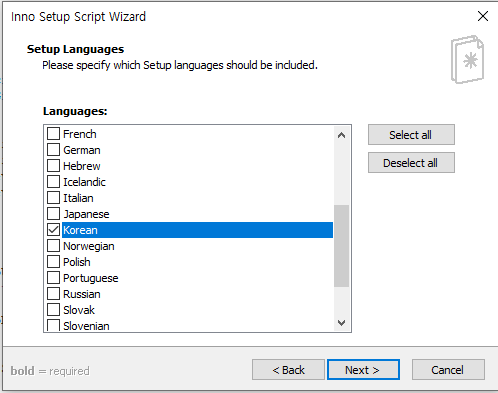 Inno Setup Script Wizard
Setup Languages
Please specify which Setup languages should be included.
Languages:
French
German
Hebrew
Icelandic
Italian
Japanese
Korean
Norwegian
Polish
Portuguese
Russian
Slovak
Slovenian
Select all
Deselect all
bold = required
< Back
Next >
Cancel